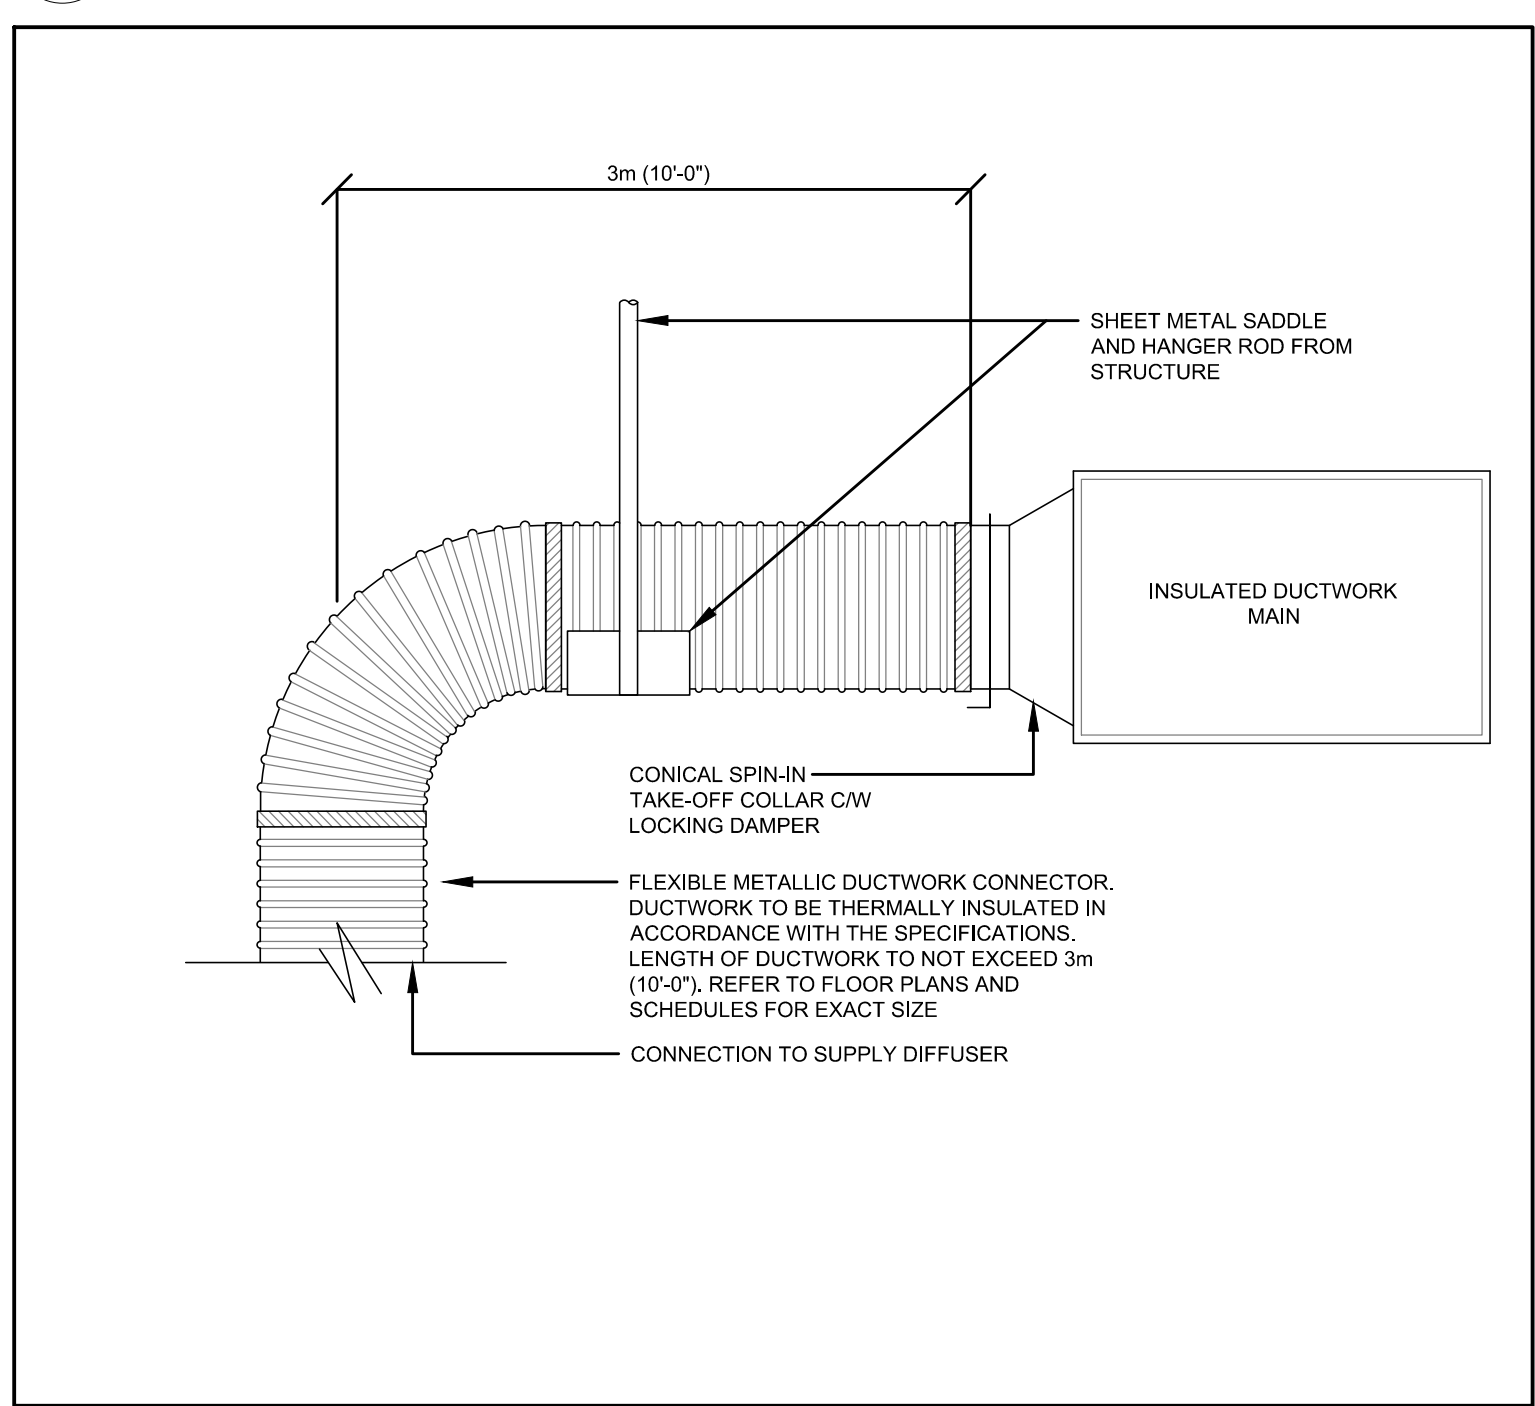 3m (10'-0")
SHEET METAL SADDLE
AND HANGER ROD FROM
STRUCTURE
INSULATED DUCTWORK
MAIN
CONICAL SPIN-IN
TAKE-OFF COLLAR C/W
LOCKING DAMPER
FLEXIBLE METALLIC DUCTWORK CONNECTOR.
DUCTWORK TO BE THERMALLY INSULATED IN
ACCORDANCE WITH THE SPECIFICATIONS.
LENGTH OF DUCTWORK TO NOT EXCEED 3m
(10'-0"). REFER TO FLOOR PLANS AND
SCHEDULES FOR EXACT SIZE
CONNECTION TO SUPPLY DIFFUSER